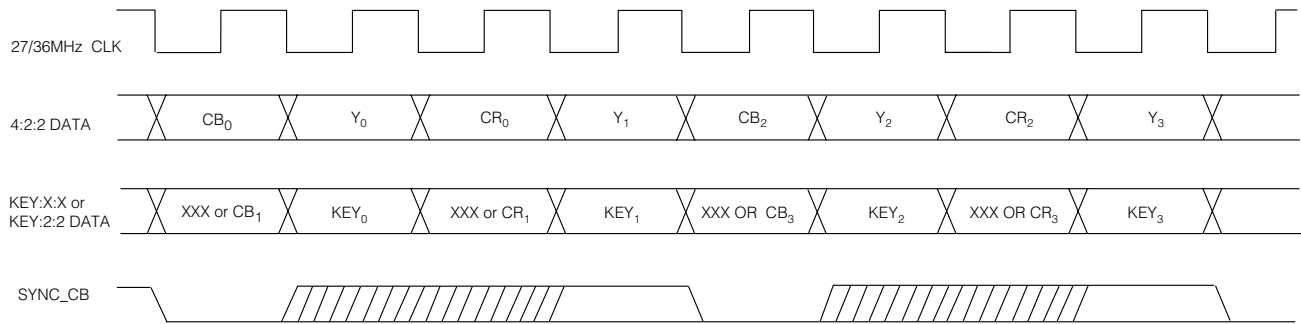 27/36MHz CLK
4:2:2 DATA
CB0 Y0 CR0 Y1 CB2 Y2 CR2 Y3
KEY:X:X or
KEY:2:2 DATA
XXX or CB1 KEY0 XXX or CR1 KEY1 XXX OR CB3 KEY2 XXX OR CR3 KEY3
SYNC_CB